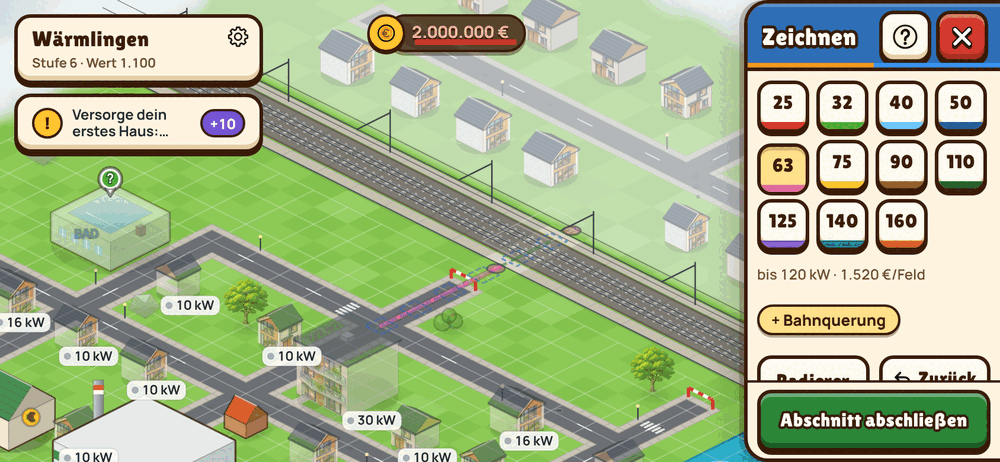 Wärmlingen
Stufe 6 · Wert 1.100
Versorge dein
erstes Haus:...
+10
2.000.000 €
Zeichnen
?
25
32
40
50
63
75
90
110
125
140
160
bis 120 kW · 1.520 €/Feld
+ Bahnquerung
Radierer
Zurück
Abschnitt abschließen
?
BAD
10 kW
16 kW
10 kW
10 kW
10 kW
30 kW
16 kW
10 kW
10 kW